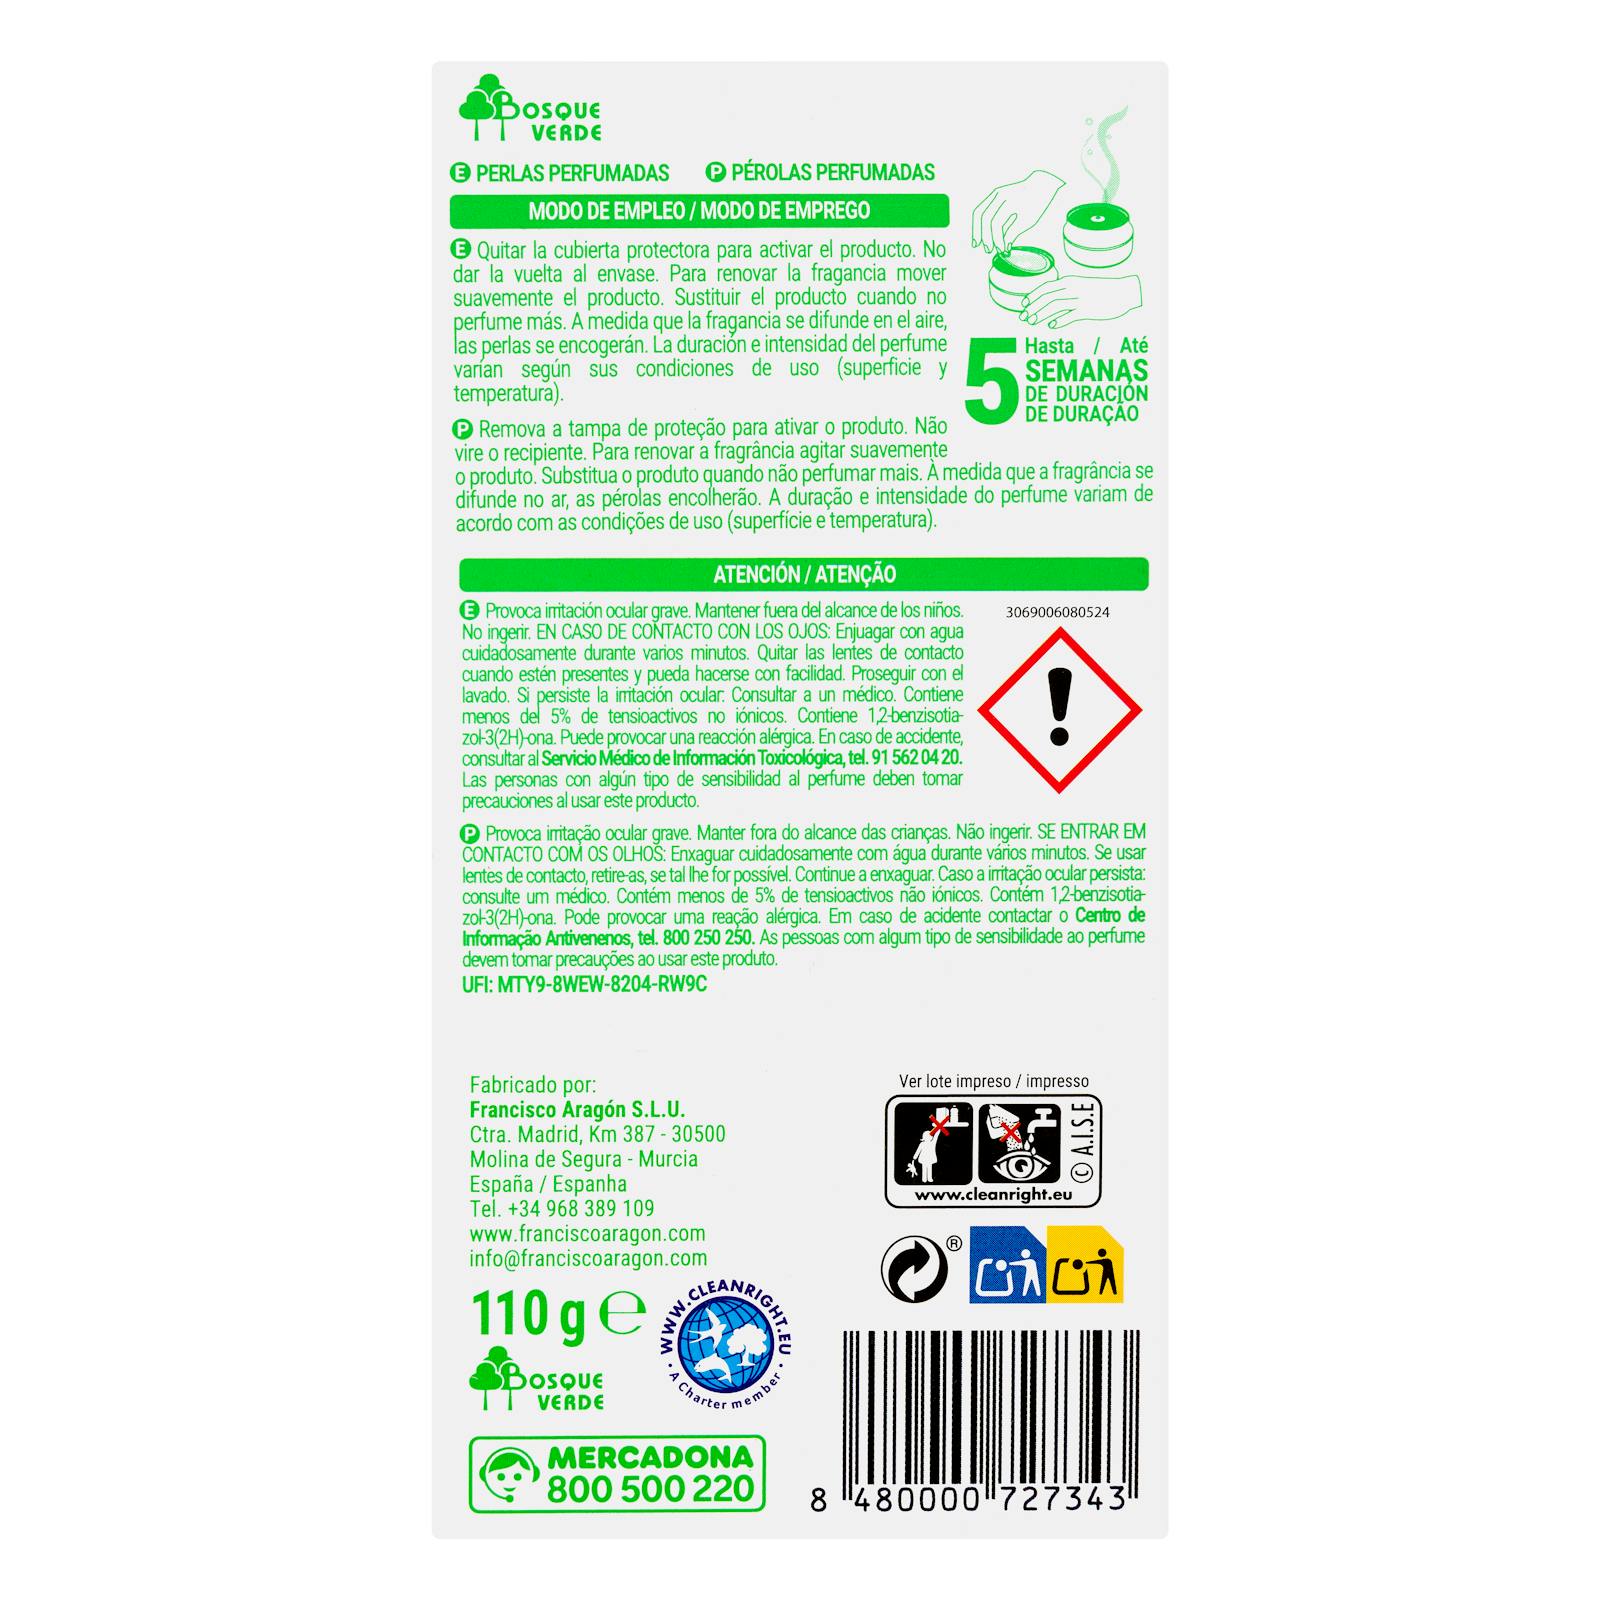 BOSQUE
VERDE
E PERLAS PERFUMADAS P PÉROLAS PERFUMADAS
MODO DE EMPLEO / MODO DE EMPREGO
E Quitar la cubierta protectora para activar el producto. No
dar la vuelta al envase. Para renovar la fragancia mover
suavemente el producto. Sustituir el producto cuando no
perfume más. A medida que la fragancia se difunde en el aire,
las perlas se encogerán. La duración e intensidad del perfume
varían según sus condiciones de uso (superficie y
temperatura).
5 Hasta / Até
SEMANAS
DE DURACIÓN
DE DURAÇÃO
P Remova a tampa de proteção para ativar o produto. Não
vire o recipiente. Para renovar a fragrância agitar suavemente
o produto. Substitua o produto quando não perfumar mais. À medida que a fragrância se
difunde no ar, as pérolas encolherão. A duração e intensidade do perfume variam de
acordo com as condições de uso (superfície e temperatura).
ATENCIÓN / ATENÇÃO
E Provoca irritación ocular grave. Mantener fuera del alcance de los niños.
No ingerir. EN CASO DE CONTACTO CON LOS OJOS: Enjuagar con agua
cuidadosamente durante varios minutos. Quitar las lentes de contacto
cuando estén presentes y pueda hacerse con facilidad. Proseguir con el
lavado. Si persiste la irritación ocular: Consultar a un médico. Contiene
menos del 5% de tensioactivos no iónicos. Contiene 1,2-benzisotia-
zol-3(2H)-ona. Puede provocar una reacción alérgica. En caso de accidente,
consultar al Servicio Médico de Información Toxicológica, tel. 91 562 04 20.
Las personas con algún tipo de sensibilidad al perfume deben tomar
precauciones al usar este producto.
3069006080524
P Provoca irritação ocular grave. Manter fora do alcance das crianças. Não ingerir. SE ENTRAR EM
CONTACTO COM OS OLHOS: Enxaguar cuidadosamente com água durante vários minutos. Se usar
lentes de contacto, retire-as, se tal lhe for possível. Continue a enxaguar. Caso a irritação ocular persista:
consulte um médico. Contém menos de 5% de tensioactivos não iónicos. Contém 1,2-benzisotia-
zol-3(2H)-ona. Pode provocar uma reação alérgica. Em caso de acidente contactar o Centro de
Informação Antivenenos, tel. 800 250 250. As pessoas com algum tipo de sensibilidade ao perfume
devem tomar precauções ao usar este produto.
UFI: MTY9-8WEW-8204-RW9C
Fabricado por:
Francisco Aragón S.L.U.
Ctra. Madrid, Km 387 - 30500
Molina de Segura - Murcia
España / Espanha
Tel. +34 968 389 109
www.franciscoaragon.com
info@franciscoaragon.com
110 g e
Ver lote impreso / impresso
© A.I.S.E
www.cleanright.eu
®
WWW.CLEANRIGHT.EU
· A Charter member ·
BOSQUE
VERDE
MERCADONA
800 500 220
8 480000 727343